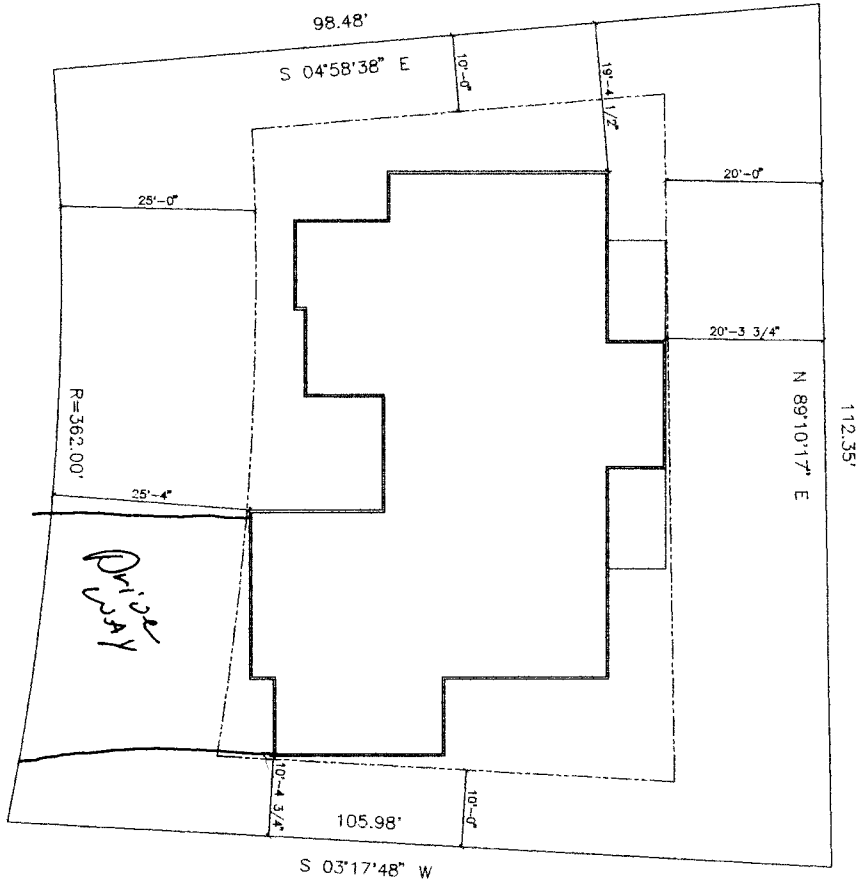 98.48'
S 04°58'38" E
10'-0"
19'-4 1/2"
25'-0"
20'-0"
20'-3 3/4"
N 89°10'17" E
112.35'
R=362.00'
25'-4"
Drive
WAY
10'-4 3/4"
105.98'
10'-0"
S 03°17'48" W